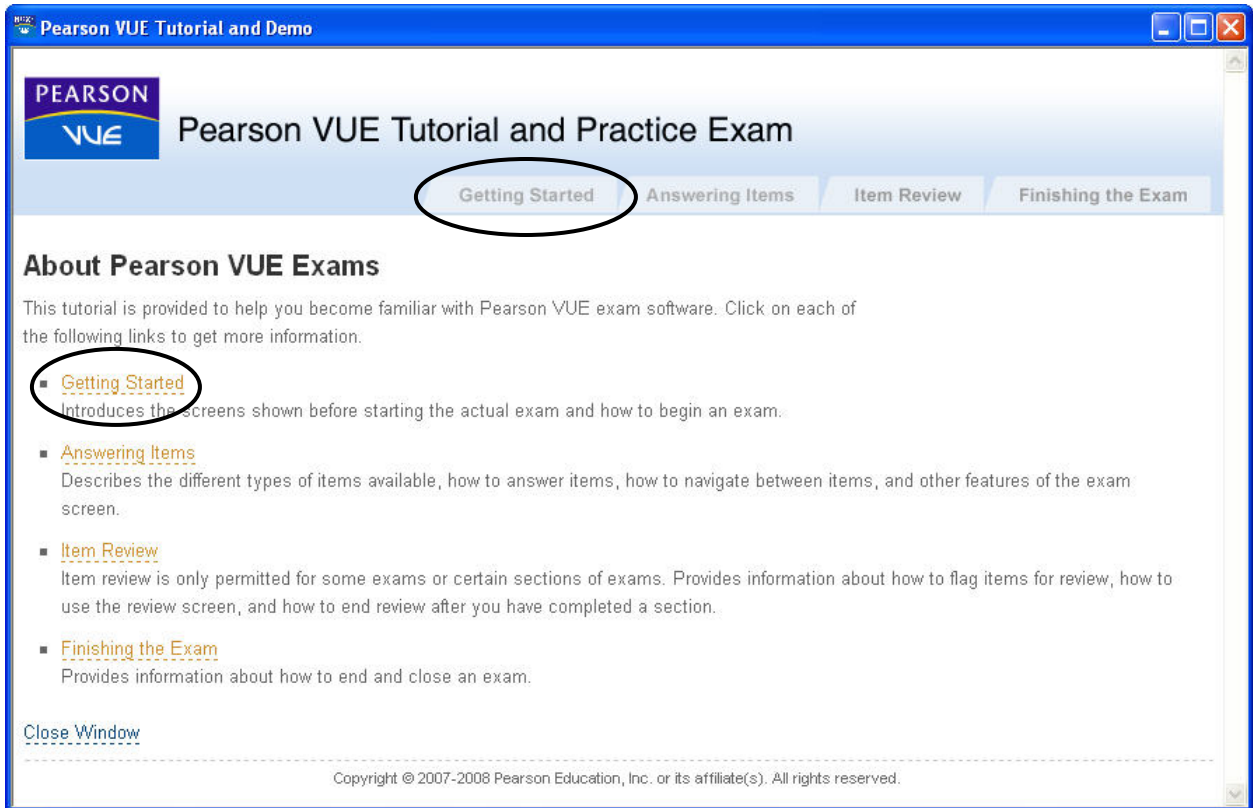 Pearson VUE Tutorial and Demo
PEARSON
VUE
Pearson VUE Tutorial and Practice Exam
Getting Started Answering Items Item Review Finishing the Exam
About Pearson VUE Exams
This tutorial is provided to help you become familiar with Pearson VUE exam software. Click on each of
the following links to get more information.
Getting Started
Introduces the screens shown before starting the actual exam and how to begin an exam.
Answering Items
Describes the different types of items available, how to answer items, how to navigate between items, and other features of the exam
screen.
Item Review
Item review is only permitted for some exams or certain sections of exams. Provides information about how to flag items for review, how to
use the review screen, and how to end review after you have completed a section.
Finishing the Exam
Provides information about how to end and close an exam.
Close Window
Copyright © 2007-2008 Pearson Education, Inc. or its affiliate(s). All rights reserved.